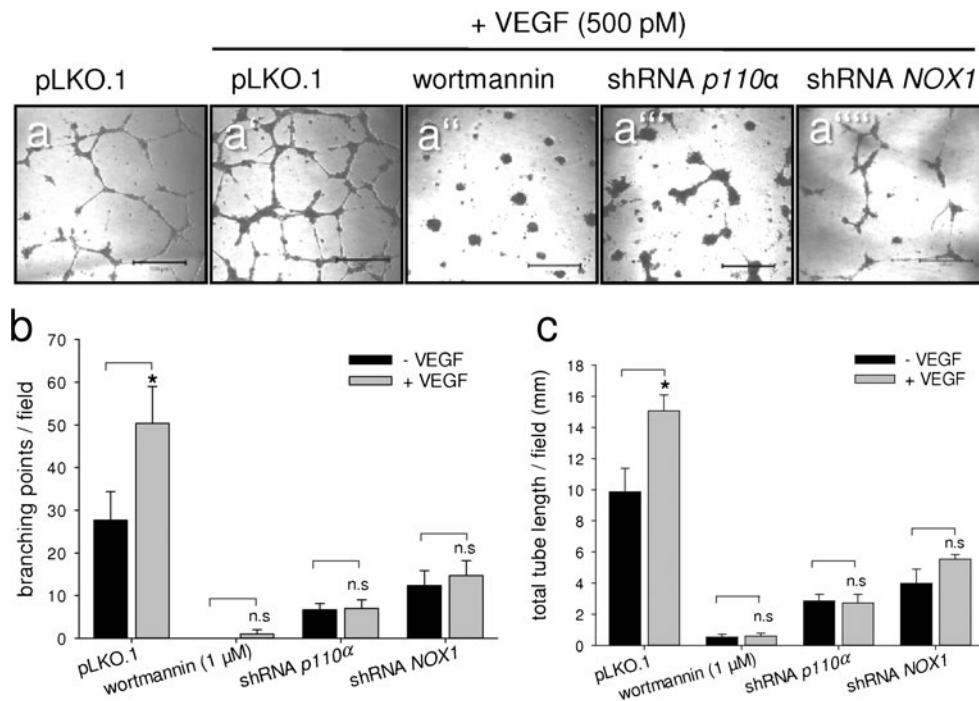 + VEGF (500 pM)
pLKO.1 pLKO.1 wortmannin shRNA p110α shRNA NOX1
a a' a'' a''' a''''
b
branching points / field
70
60
50
40
30
20
10
0
- VEGF
+ VEGF
*
n.s
n.s
n.s
pLKO.1
wortmannin (1 µM)
shRNA p110α
shRNA NOX1
c
total tube length / field (mm)
18
16
14
12
10
8
6
4
2
0
- VEGF
+ VEGF
*
n.s
n.s
n.s
pLKO.1
wortmannin (1 µM)
shRNA p110α
shRNA NOX1